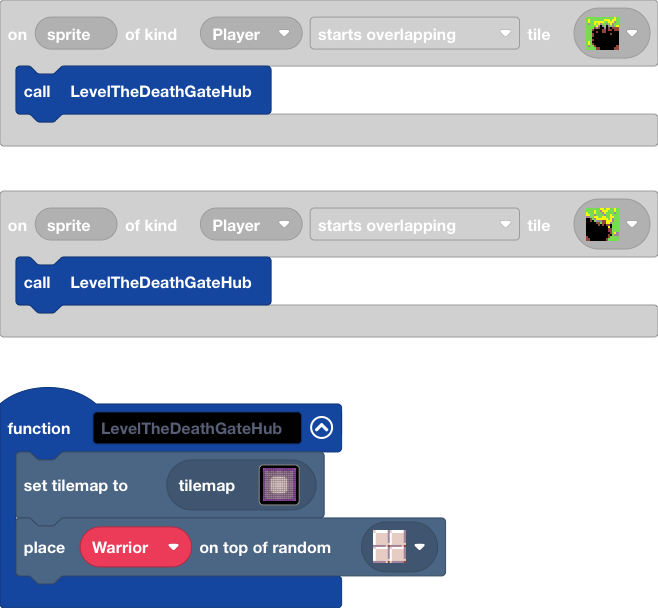 on sprite of kind Player starts overlapping tile
call LevelTheDeathGateHub
on sprite of kind Player starts overlapping tile
call LevelTheDeathGateHub
function LevelTheDeathGateHub
set tilemap to tilemap
place Warrior on top of random